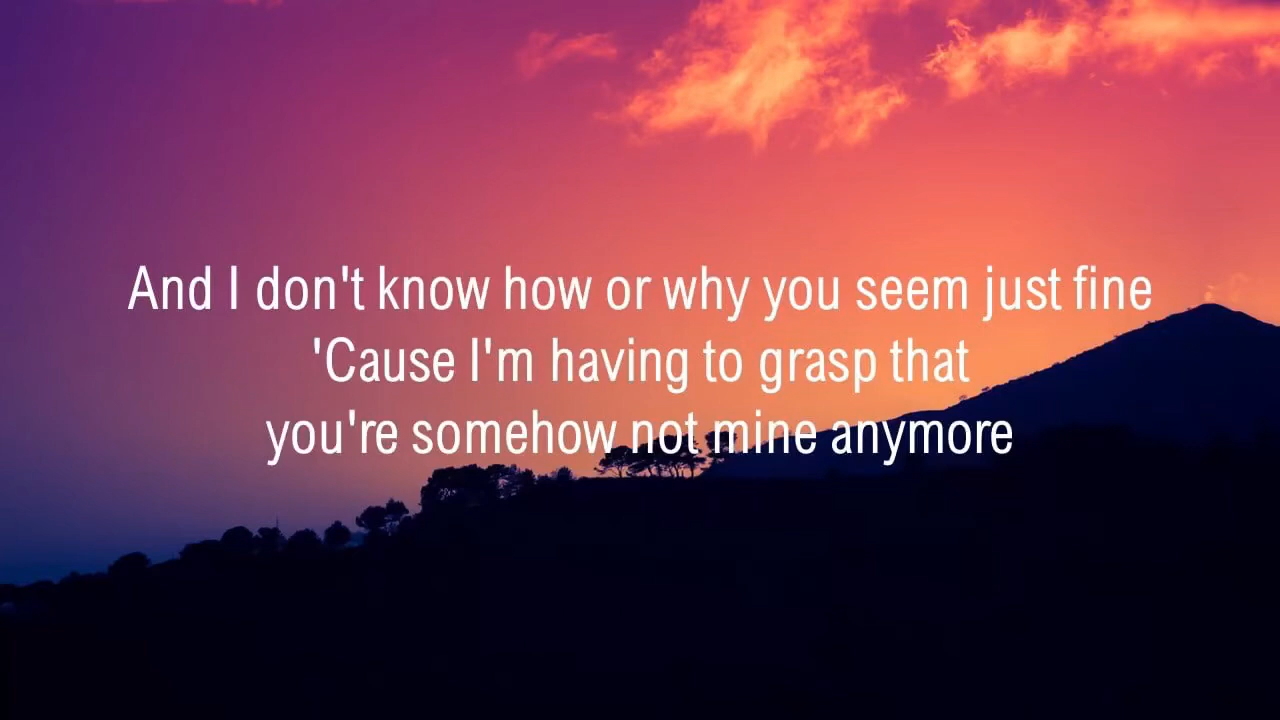 And I don't know how or why you seem just fine
'Cause I'm having to grasp that
you're somehow not mine anymore